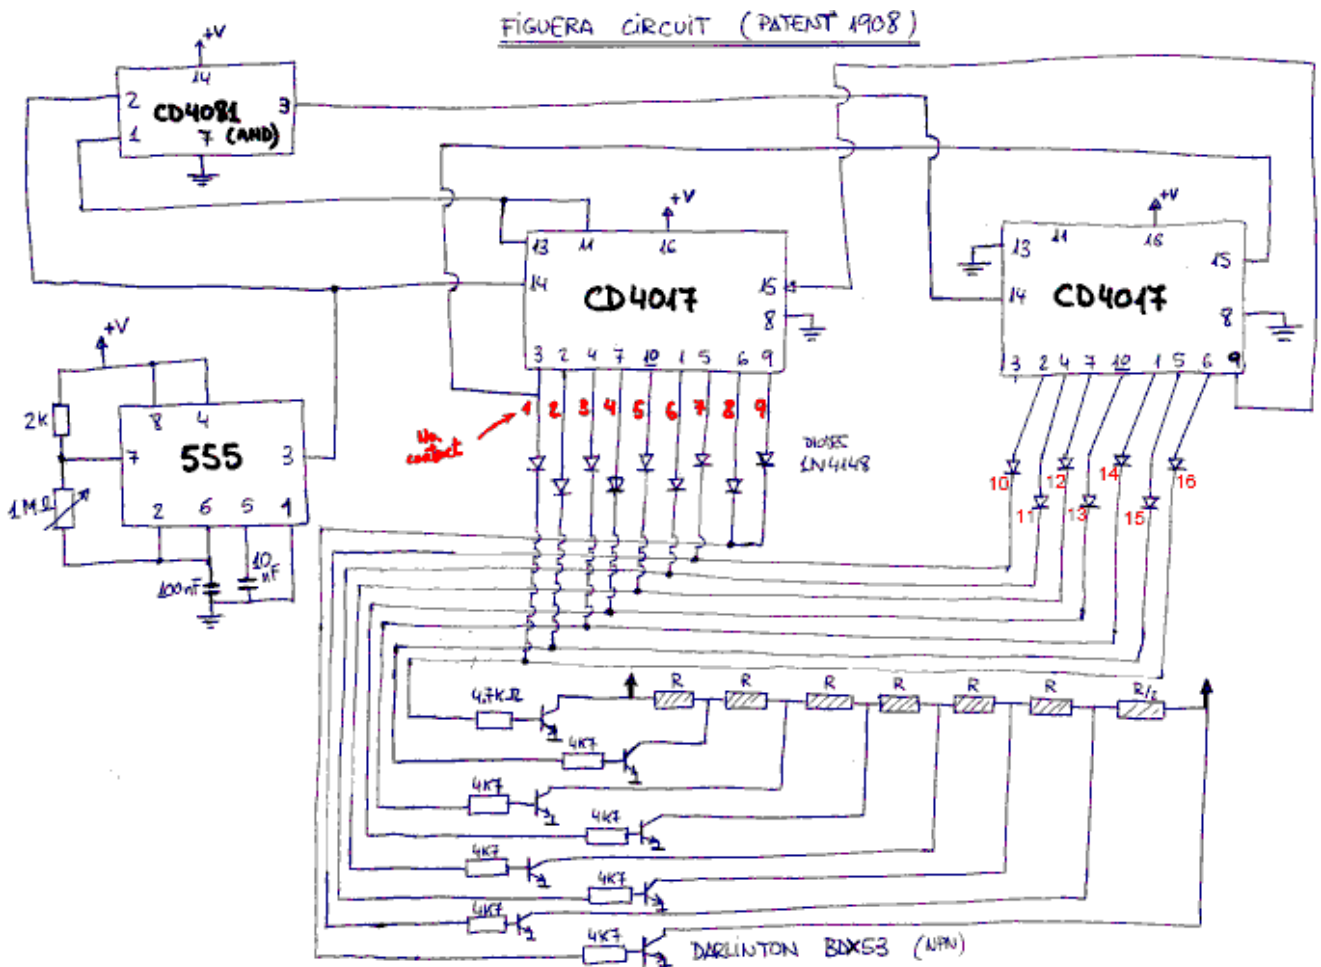 FIGUERA CIRCUIT (PATENT 1908)
+V
14
2 CD4081 3
1 7 (AND)
+V
+V
13 11 16
14 CD4017 15
8
3 2 4 7 10 1 5 6 9
13 11 16
15
14 CD4017
8
3 2 4 7 10 1 5 6 9
+V
2K
8 4
7 555 3
1MΩ
2 6 5 1
100nF
10 nF
1 2 3 4 5 6 7 8 9
No contact
DIODES
1N4148
10 11 12 13 14 15 16
R R R R R R R/2
4.7KΩ
4K7
4K7
4K7
4K7
4K7
4K7
4K7
DARLINTON BDX53 (NPN)